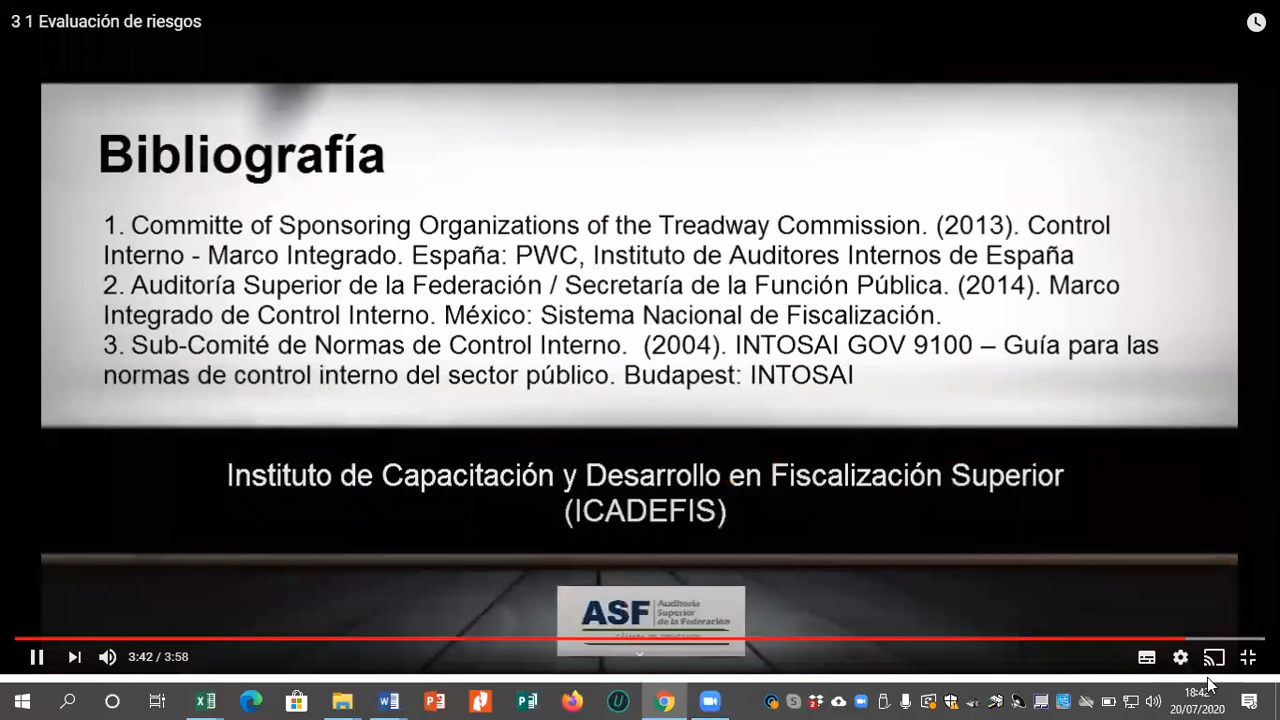 3 1 Evaluación de riesgos
Bibliografía
1. Committe of Sponsoring Organizations of the Treadway Commission. (2013). Control
Interno - Marco Integrado. España: PWC, Instituto de Auditores Internos de España
2. Auditoría Superior de la Federación / Secretaría de la Función Pública. (2014). Marco
Integrado de Control Interno. México: Sistema Nacional de Fiscalización.
3. Sub-Comité de Normas de Control Interno. (2004). INTOSAI GOV 9100 – Guía para las
normas de control interno del sector público. Budapest: INTOSAI
Instituto de Capacitación y Desarrollo en Fiscalización Superior
(ICADEFIS)
ASF
Auditoría
Superior
de la Federación
3:42 / 3:58
18:42
20/07/2020